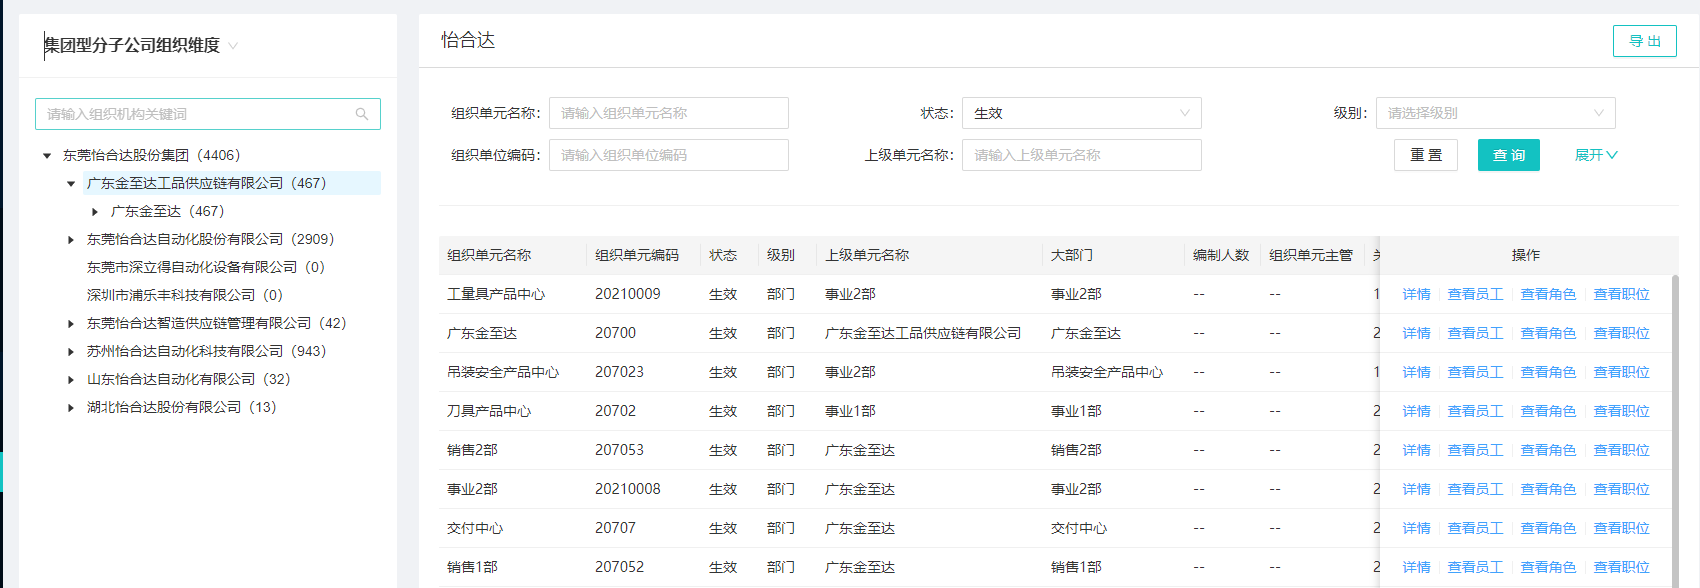 集团型分子公司组织维度
请输入组织机构关键词
东莞怡合达股份集团（4406）
广东金至达工品供应链有限公司（467）
广东金至达（467）
东莞怡合达自动化股份有限公司（2909）
东莞市深立得自动化设备有限公司（0）
深圳市浦乐丰科技有限公司（0）
东莞怡合达智造供应链管理有限公司（42）
苏州怡合达自动化科技有限公司（943）
山东怡合达自动化有限公司（32）
湖北怡合达股份有限公司（13）
怡合达 导 出
组织单元名称： 请输入组织单元名称 状态： 生效 级别： 请选择级别
组织单位编码： 请输入组织单位编码 上级单元名称： 请输入上级单元名称 重 置 查 询 展开
组织单元名称 组织单元编码 状态 级别 上级单元名称 大部门 编制人数 组织单元主管 操作
工量具产品中心 20210009 生效 部门 事业2部 事业2部 -- -- 1 详情 查看员工 查看角色 查看职位
广东金至达 20700 生效 部门 广东金至达工品供应链有限公司 广东金至达 -- -- 2 详情 查看员工 查看角色 查看职位
吊装安全产品中心 207023 生效 部门 事业2部 吊装安全产品中心 -- -- 1 详情 查看员工 查看角色 查看职位
刀具产品中心 20702 生效 部门 事业1部 事业1部 -- -- 2 详情 查看员工 查看角色 查看职位
销售2部 207053 生效 部门 广东金至达 销售2部 -- -- 2 详情 查看员工 查看角色 查看职位
事业2部 20210008 生效 部门 广东金至达 事业2部 -- -- 2 详情 查看员工 查看角色 查看职位
交付中心 20707 生效 部门 广东金至达 交付中心 -- -- 2 详情 查看员工 查看角色 查看职位
销售1部 207052 生效 部门 广东金至达 销售1部 -- -- 2 详情 查看员工 查看角色 查看职位